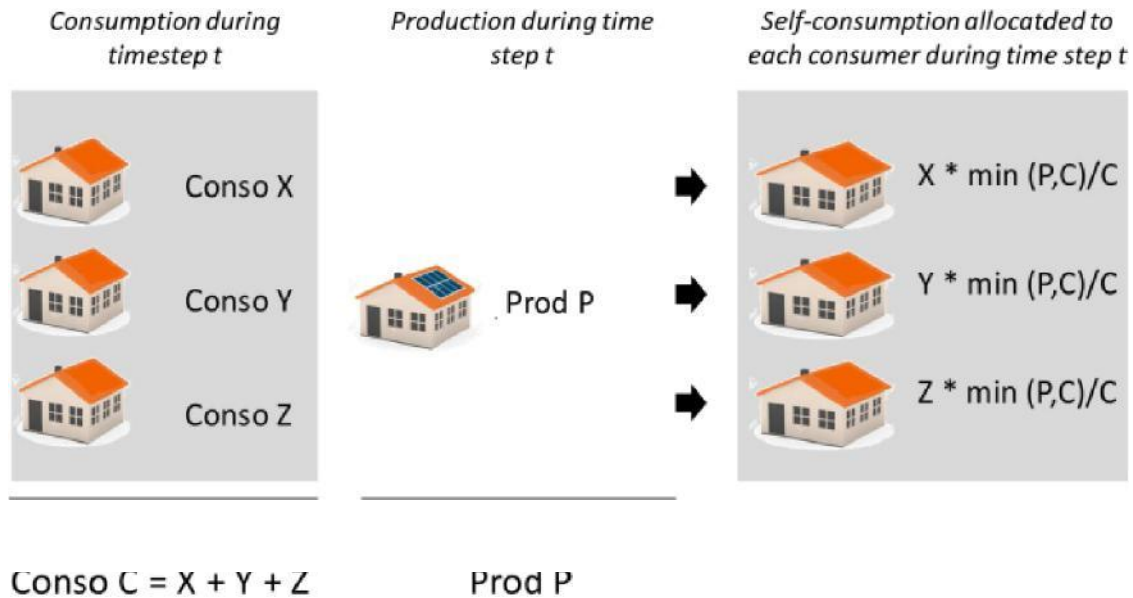 Consumption during
timestep t
Production during time
step t
Self-consumption allocatded to
each consumer during time step t
Conso X
X * min (P,C)/C
Conso Y
Prod P
Y * min (P,C)/C
Conso Z
Z * min (P,C)/C
Conso C = X + Y + Z
Prod P